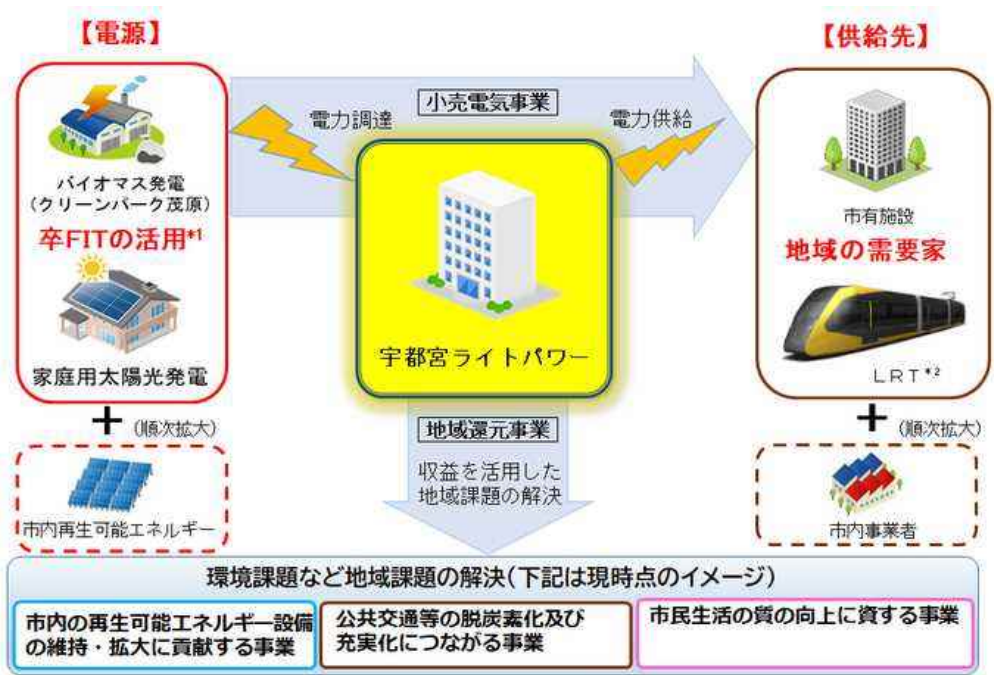 【電源】
バイオマス発電
(クリーンパーク茂原)
卒FITの活用*1
家庭用太陽光発電
+ (順次拡大)
市内再生可能エネルギー
小売電気事業
電力調達
電力供給
宇都宮ライトパワー
地域還元事業
収益を活用した
地域課題の解決
【供給先】
市有施設
地域の需要家
LRT*2
+ (順次拡大)
市内事業者
環境課題など地域課題の解決(下記は現時点のイメージ)
市内の再生可能エネルギー設備
の維持・拡大に貢献する事業
公共交通等の脱炭素化及び
充実化につながる事業
市民生活の質の向上に資する事業